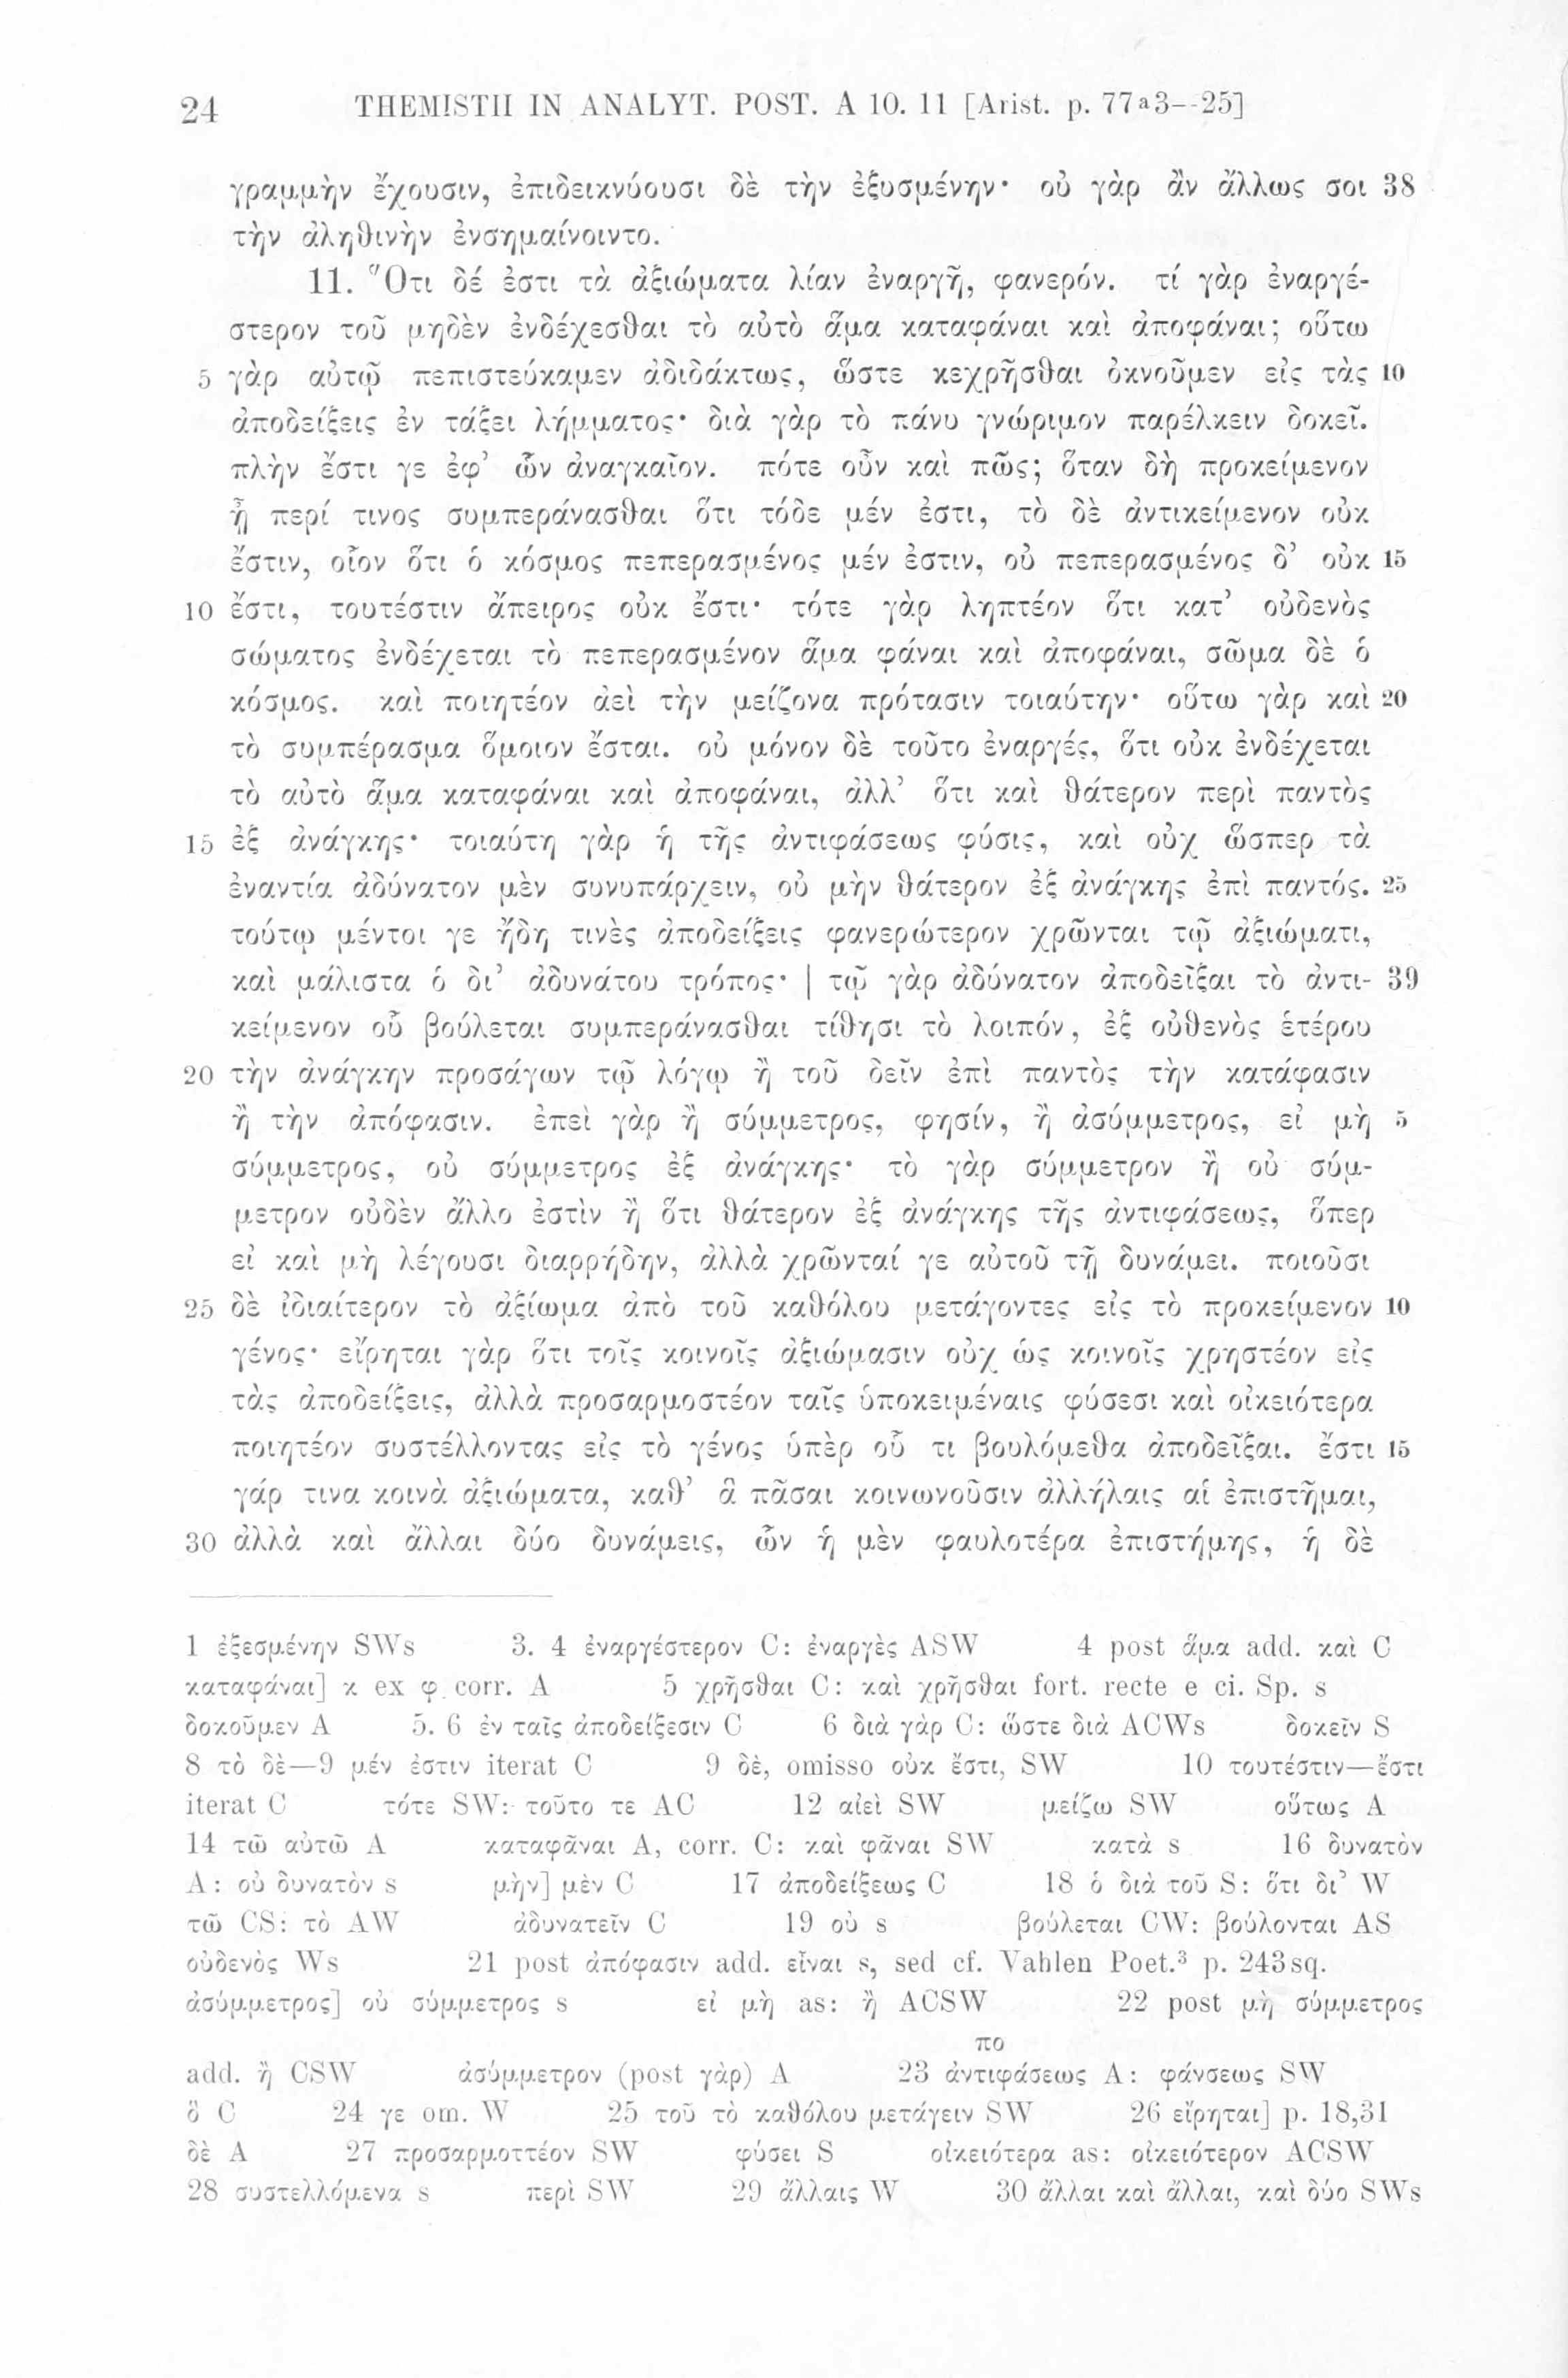 24 THEMISTII IN ANALYT. POST. A 10. 11 [Arist. p. 77a3--25]
γραμμὴν ἔχουσιν, ἐπιδεικνύουσι δὲ τὴν ἐξυσμένην· οὐ γὰρ ἂν ἄλλως σοι 38
τὴν ἀληθινὴν ἐνσημαίνοιντο.
11. Ὅτι δέ ἐστι τὰ ἀξιώματα λίαν ἐναργῆ, φανερόν. τί γὰρ ἐναργέ-
στερον τοῦ μηδὲν ἐνδέχεσθαι τὸ αὐτὸ ἅμα καταφάναι καὶ ἀποφάναι; οὕτω
5 γὰρ αὐτῷ πεπιστεύκαμεν ἀδιδάκτως, ὥστε κεχρῆσθαι ὀκνοῦμεν εἰς τὰς 10
ἀποδείξεις ἐν τάξει λήμματος· διὰ γὰρ τὸ πάνυ γνώριμον παρέλκειν δοκεῖ.
πλὴν ἔστι γε ἐφ’ ὧν ἀναγκαῖον. πότε οὖν καὶ πῶς; ὅταν δὴ προκείμενον
ᾖ περί τινος συμπεράνασθαι ὅτι τόδε μέν ἐστι, τὸ δὲ ἀντικείμενον οὐκ
ἔστιν, οἷον ὅτι ὁ κόσμος πεπερασμένος μέν ἐστιν, οὐ πεπερασμένος δ’ οὐκ 15
10 ἔστι, τουτέστιν ἄπειρος οὐκ ἔστι· τότε γὰρ ληπτέον ὅτι κατ’ οὐδενὸς
σώματος ἐνδέχεται τὸ πεπερασμένον ἅμα φάναι καὶ ἀποφάναι, σῶμα δὲ ὁ
κόσμος. καὶ ποιητέον ἀεὶ τὴν μείζονα πρότασιν τοιαύτην· οὕτω γὰρ καὶ 20
τὸ συμπέρασμα ὅμοιον ἔσται. οὐ μόνον δὲ τοῦτο ἐναργές, ὅτι οὐκ ἐνδέχεται
τὸ αὐτὸ ἅμα καταφάναι καὶ ἀποφάναι, ἀλλ’ ὅτι καὶ θάτερον περὶ παντὸς
15 ἐξ ἀνάγκης· τοιαύτη γὰρ ἡ τῆς ἀντιφάσεως φύσις, καὶ οὐχ ὥσπερ τὰ
ἐναντία ἀδύνατον μὲν συνυπάρχειν, οὐ μὴν θάτερον ἐξ ἀνάγκης ἐπὶ παντός. 25
τούτῳ μέντοι γε ἤδη τινὲς ἀποδείξεις φανερώτερον χρῶνται τῷ ἀξιώματι,
καὶ μάλιστα ὁ δι’ ἀδυνάτου τρόπος· | τῷ γὰρ ἀδύνατον ἀποδεῖξαι τὸ ἀντι- 39
κείμενον οὗ βούλεται συμπεράνασθαι τίθησι τὸ λοιπόν, ἐξ οὐθενὸς ἑτέρου
20 τὴν ἀνάγκην προσάγων τῷ λόγῳ ἢ τοῦ δεῖν ἐπὶ παντὸς τὴν κατάφασιν
ἢ τὴν ἀπόφασιν. ἐπεὶ γὰρ ἢ σύμμετρος, φησίν, ἢ ἀσύμμετρος, εἰ μὴ 5
σύμμετρος, οὐ σύμμετρος ἐξ ἀνάγκης· τὸ γὰρ σύμμετρον ἢ οὐ σύμ-
μετρον οὐδὲν ἄλλο ἐστὶν ἢ ὅτι θάτερον ἐξ ἀνάγκης τῆς ἀντιφάσεως, ὅπερ
εἰ καὶ μὴ λέγουσι διαρρήδην, ἀλλὰ χρῶνταί γε αὐτοῦ τῇ δυνάμει. ποιοῦσι
25 δὲ ἰδιαίτερον τὸ ἀξίωμα ἀπὸ τοῦ καθόλου μετάγοντες εἰς τὸ προκείμενον 10
γένος· εἴρηται γὰρ ὅτι τοῖς κοινοῖς ἀξιώμασιν οὐχ ὡς κοινοῖς χρηστέον εἰς
τὰς ἀποδείξεις, ἀλλὰ προσαρμοστέον ταῖς ὑποκειμέναις φύσεσι καὶ οἰκειότερα
ποιητέον συστέλλοντας εἰς τὸ γένος ὑπὲρ οὗ τι βουλόμεθα ἀποδεῖξαι. ἔστι 15
γάρ τινα κοινὰ ἀξιώματα, καθ’ ἃ πᾶσαι κοινωνοῦσιν ἀλλήλαις αἱ ἐπιστῆμαι,
30 ἀλλὰ καὶ ἄλλαι δύο δυνάμεις, ὧν ἡ μὲν φαυλοτέρα ἐπιστήμης, ἡ δὲ
1 ἐξεσμένην SWs 3. 4 ἐναργέστερον C: ἐναργὲς ASW 4 post ἅμα add. καὶ C
καταφάναι] κ ex φ corr. A 5 χρῆσθαι C: καὶ χρῆσθαι fort. recte e ci. Sp. s
δοκοῦμεν A 5. 6 ἐν ταῖς ἀποδείξεσιν C 6 διὰ γὰρ C: ὥστε διὰ ACWs δοκεῖν S
8 τὸ δὲ—9 μέν ἐστιν iterat C 9 δὲ, omisso οὐκ ἔστι, SW 10 τουτέστιν—ἔστι
iterat C τότε SW: τοῦτο τε AC 12 αἰεὶ SW μείζω SW οὕτως A
14 τῶ αὐτῶ A καταφᾶναι A, corr. C: καὶ φᾶναι SW κατὰ s 16 δυνατὸν
A: οὐ δυνατὸν s μὴν] μὲν C 17 ἀποδείξεως C 18 ὁ διὰ τοῦ S: ὅτι δι’ W
τῶ CS: τὸ AW ἀδυνατεῖν C 19 οὐ s βούλεται CW: βούλονται AS
οὐδενὸς Ws 21 post ἀπόφασιν add. εἶναι s, sed cf. Vahlen Poet.³ p. 243sq.
ἀσύμμετρος] οὐ σύμμετρος s εἰ μὴ as: ἢ ACSW 22 post μὴ σύμμετρος
πο
add. ἢ CSW ἀσύμμετρον (post γὰρ) A 23 ἀντιφάσεως A: φάνσεως SW
ὃ C 24 γε om. W 25 τοῦ τὸ καθόλου μετάγειν SW 26 εἴρηται] p. 18,31
δὲ A 27 προσαρμοττέον SW φύσει S οἰκειότερα as: οἰκειότερον ACSW
28 συστελλόμενα s περὶ SW 29 ἄλλαις W 30 ἄλλαι καὶ ἄλλαι, καὶ δύο SWs